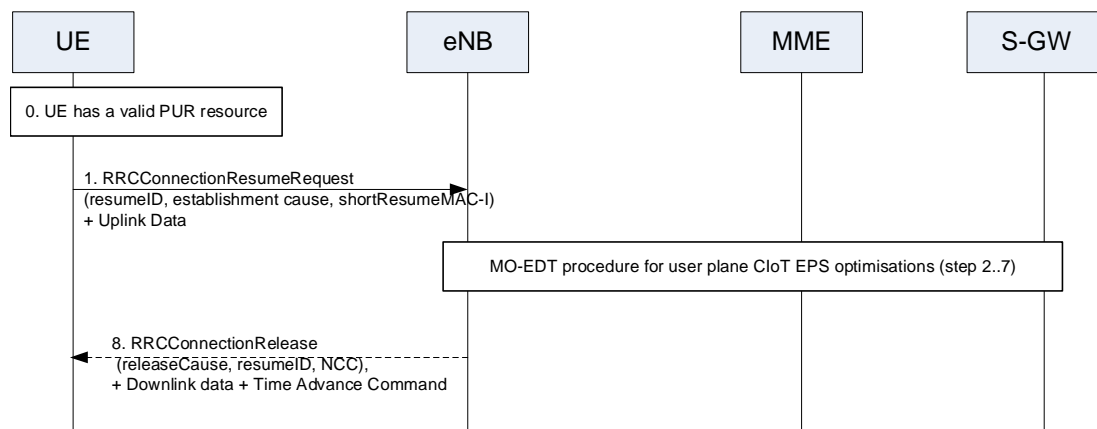 UE
eNB
MME
S-GW
0. UE has a valid PUR resource
1. RRCConnectionResumeRequest
(resumeID, establishment cause, shortResumeMAC-I)
+ Uplink Data
MO-EDT procedure for user plane CIoT EPS optimisations (step 2..7)
8. RRCConnectionRelease
(releaseCause, resumeID, NCC),
+ Downlink data + Time Advance Command